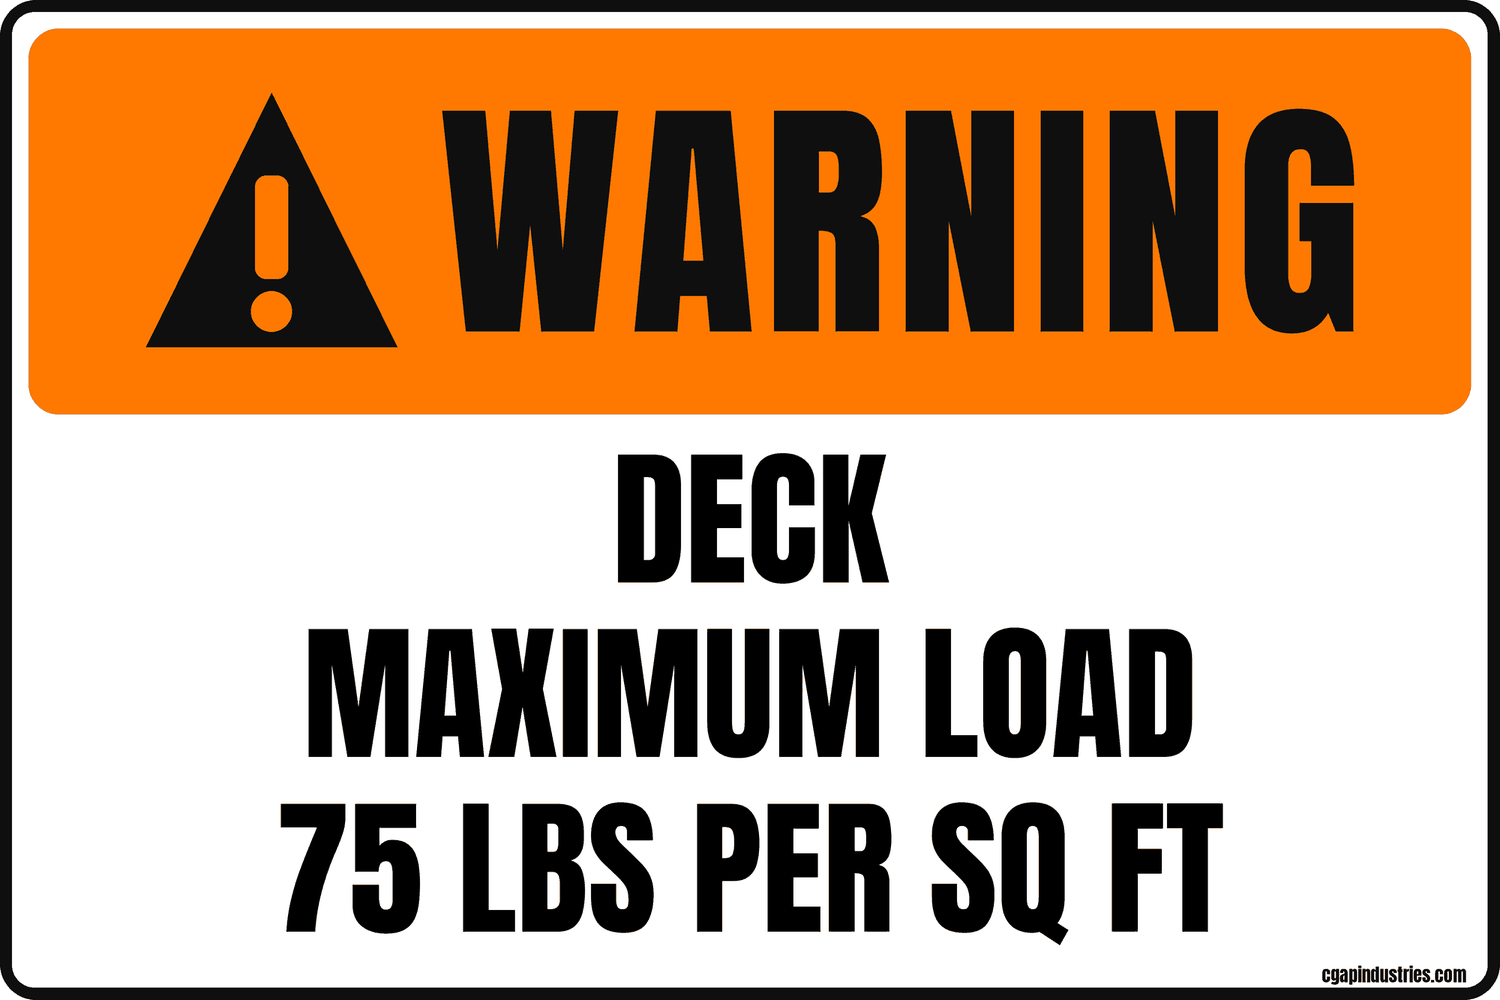 WARNING
DECK
MAXIMUM LOAD
75 LBS PER SQ FT
cgapindustries.com